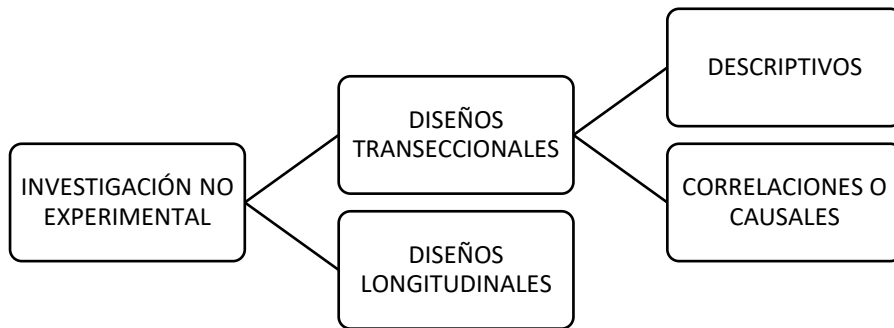 INVESTIGACIÓN NO
EXPERIMENTAL
DISEÑOS
TRANSECCIONALES
DESCRIPTIVOS
CORRELACIONES O
CAUSALES
DISEÑOS
LONGITUDINALES